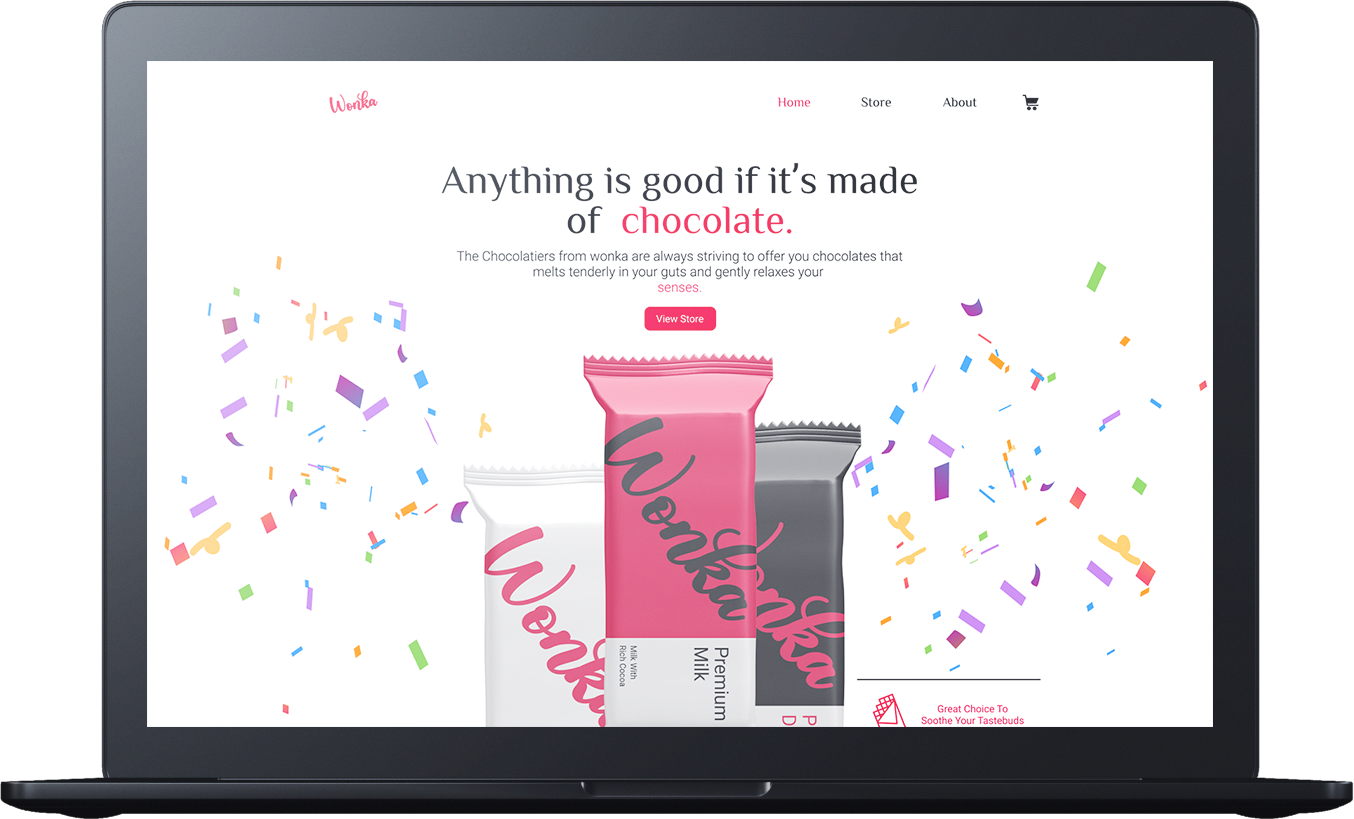 Wonka
Home Store About
Anything is good if it's made
of chocolate.
The Chocolatiers from wonka are always striving to offer you chocolates that
melts tenderly in your guts and gently relaxes your
senses.
View Store
Wonka
Wonka
Wonka
Premium
Milk
Milk With
Rich Cocoa
P
D
Great Choice To
Soothe Your Tastebuds